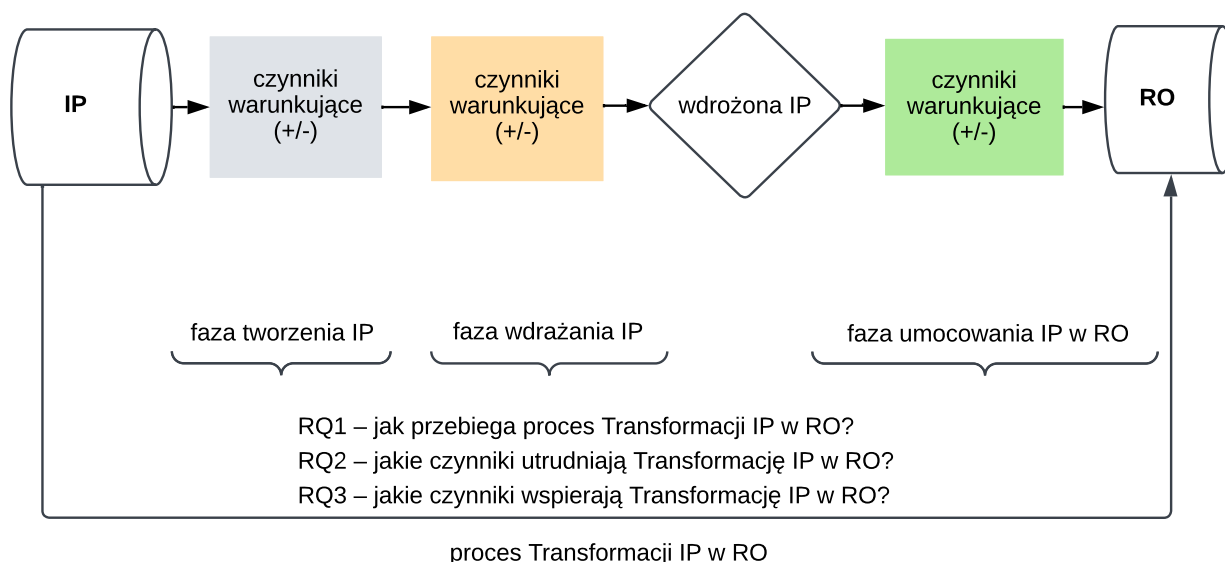 IP
czynniki
warunkujące
(+/-)
czynniki
warunkujące
(+/-)
wdrożona IP
czynniki
warunkujące
(+/-)
RO
faza tworzenia IP
faza wdrażania IP
faza umocowania IP w RO
RQ1 – jak przebiega proces Transformacji IP w RO?
RQ2 – jakie czynniki utrudniają Transformację IP w RO?
RQ3 – jakie czynniki wspierają Transformację IP w RO?
proces Transformacji IP w RO